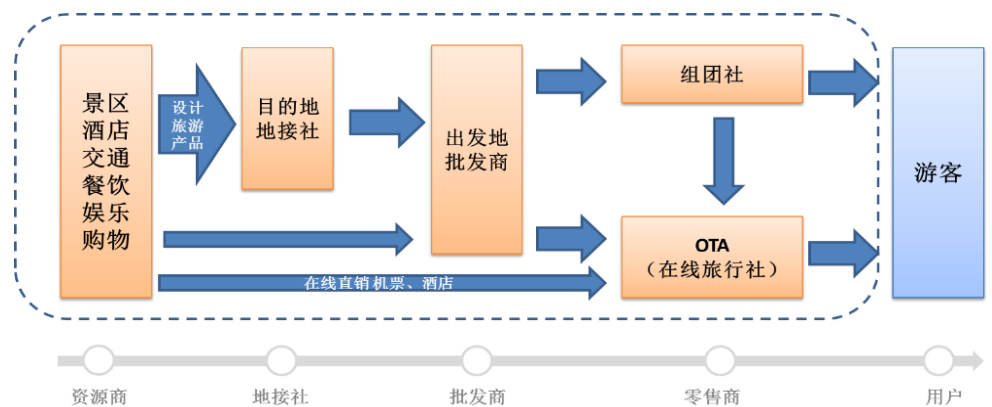 景区
酒店
交通
餐饮
娱乐
购物
设计
旅游
产品
目的地
地接社
出发地
批发商
组团社
OTA
（在线旅行社）
在线直销机票、酒店
游客
资源商
地接社
批发商
零售商
用户